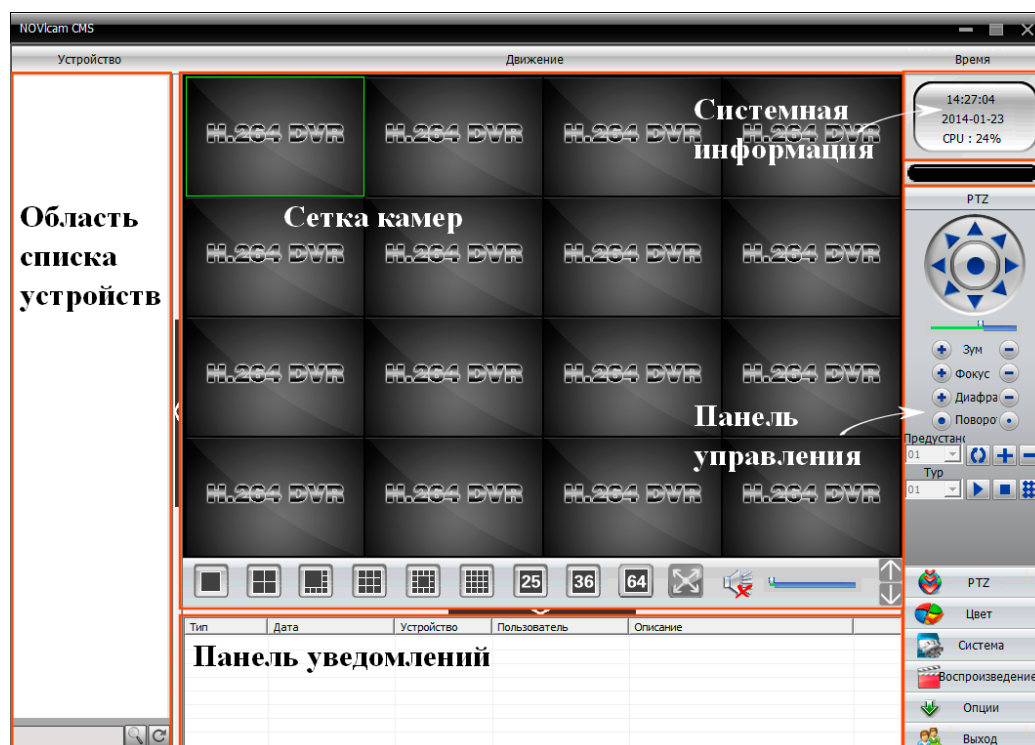 NOVIcam CMS
Устройство
Движение
Время
H.264 DVR
H.264 DVR
H.264 DVR
H.264 DVR
Системная
информация
14:27:04
2014-01-23
CPU : 24%
Область
списка
устройств
Сетка камер
H.264 DVR
H.264 DVR
H.264 DVR
H.264 DVR
H.264 DVR
H.264 DVR
H.264 DVR
H.264 DVR
H.264 DVR
H.264 DVR
H.264 DVR
H.264 DVR
Панель
управления
PTZ
Зум
Фокус
Диафра
Поворо
Предустано
01
Тур
01
25
36
64
Тип
Дата
Устройство
Пользователь
Описание
Панель уведомлений
PTZ
Цвет
Система
Воспроизведение
Опции
Выход